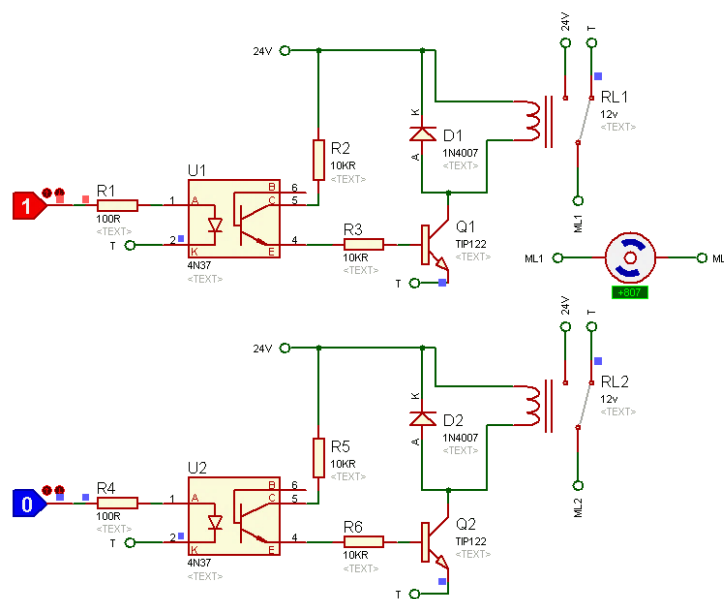 24V
T
24V
K
D1
A
1N4007
<TEXT>
RL1
12v
<TEXT>
R2
10KR
<TEXT>
U1
B
6
C
5
1
A
R1
100R
<TEXT>
1
2
K
T
E
4
4N37
<TEXT>
R3
10KR
<TEXT>
Q1
TIP122
<TEXT>
T
ML1
ML1
ML
+807
24V
T
24V
K
D2
A
1N4007
<TEXT>
RL2
12v
<TEXT>
R5
10KR
<TEXT>
U2
B
6
C
5
1
A
R4
100R
<TEXT>
0
2
K
T
E
4
4N37
<TEXT>
R6
10KR
<TEXT>
Q2
TIP122
<TEXT>
T
ML2